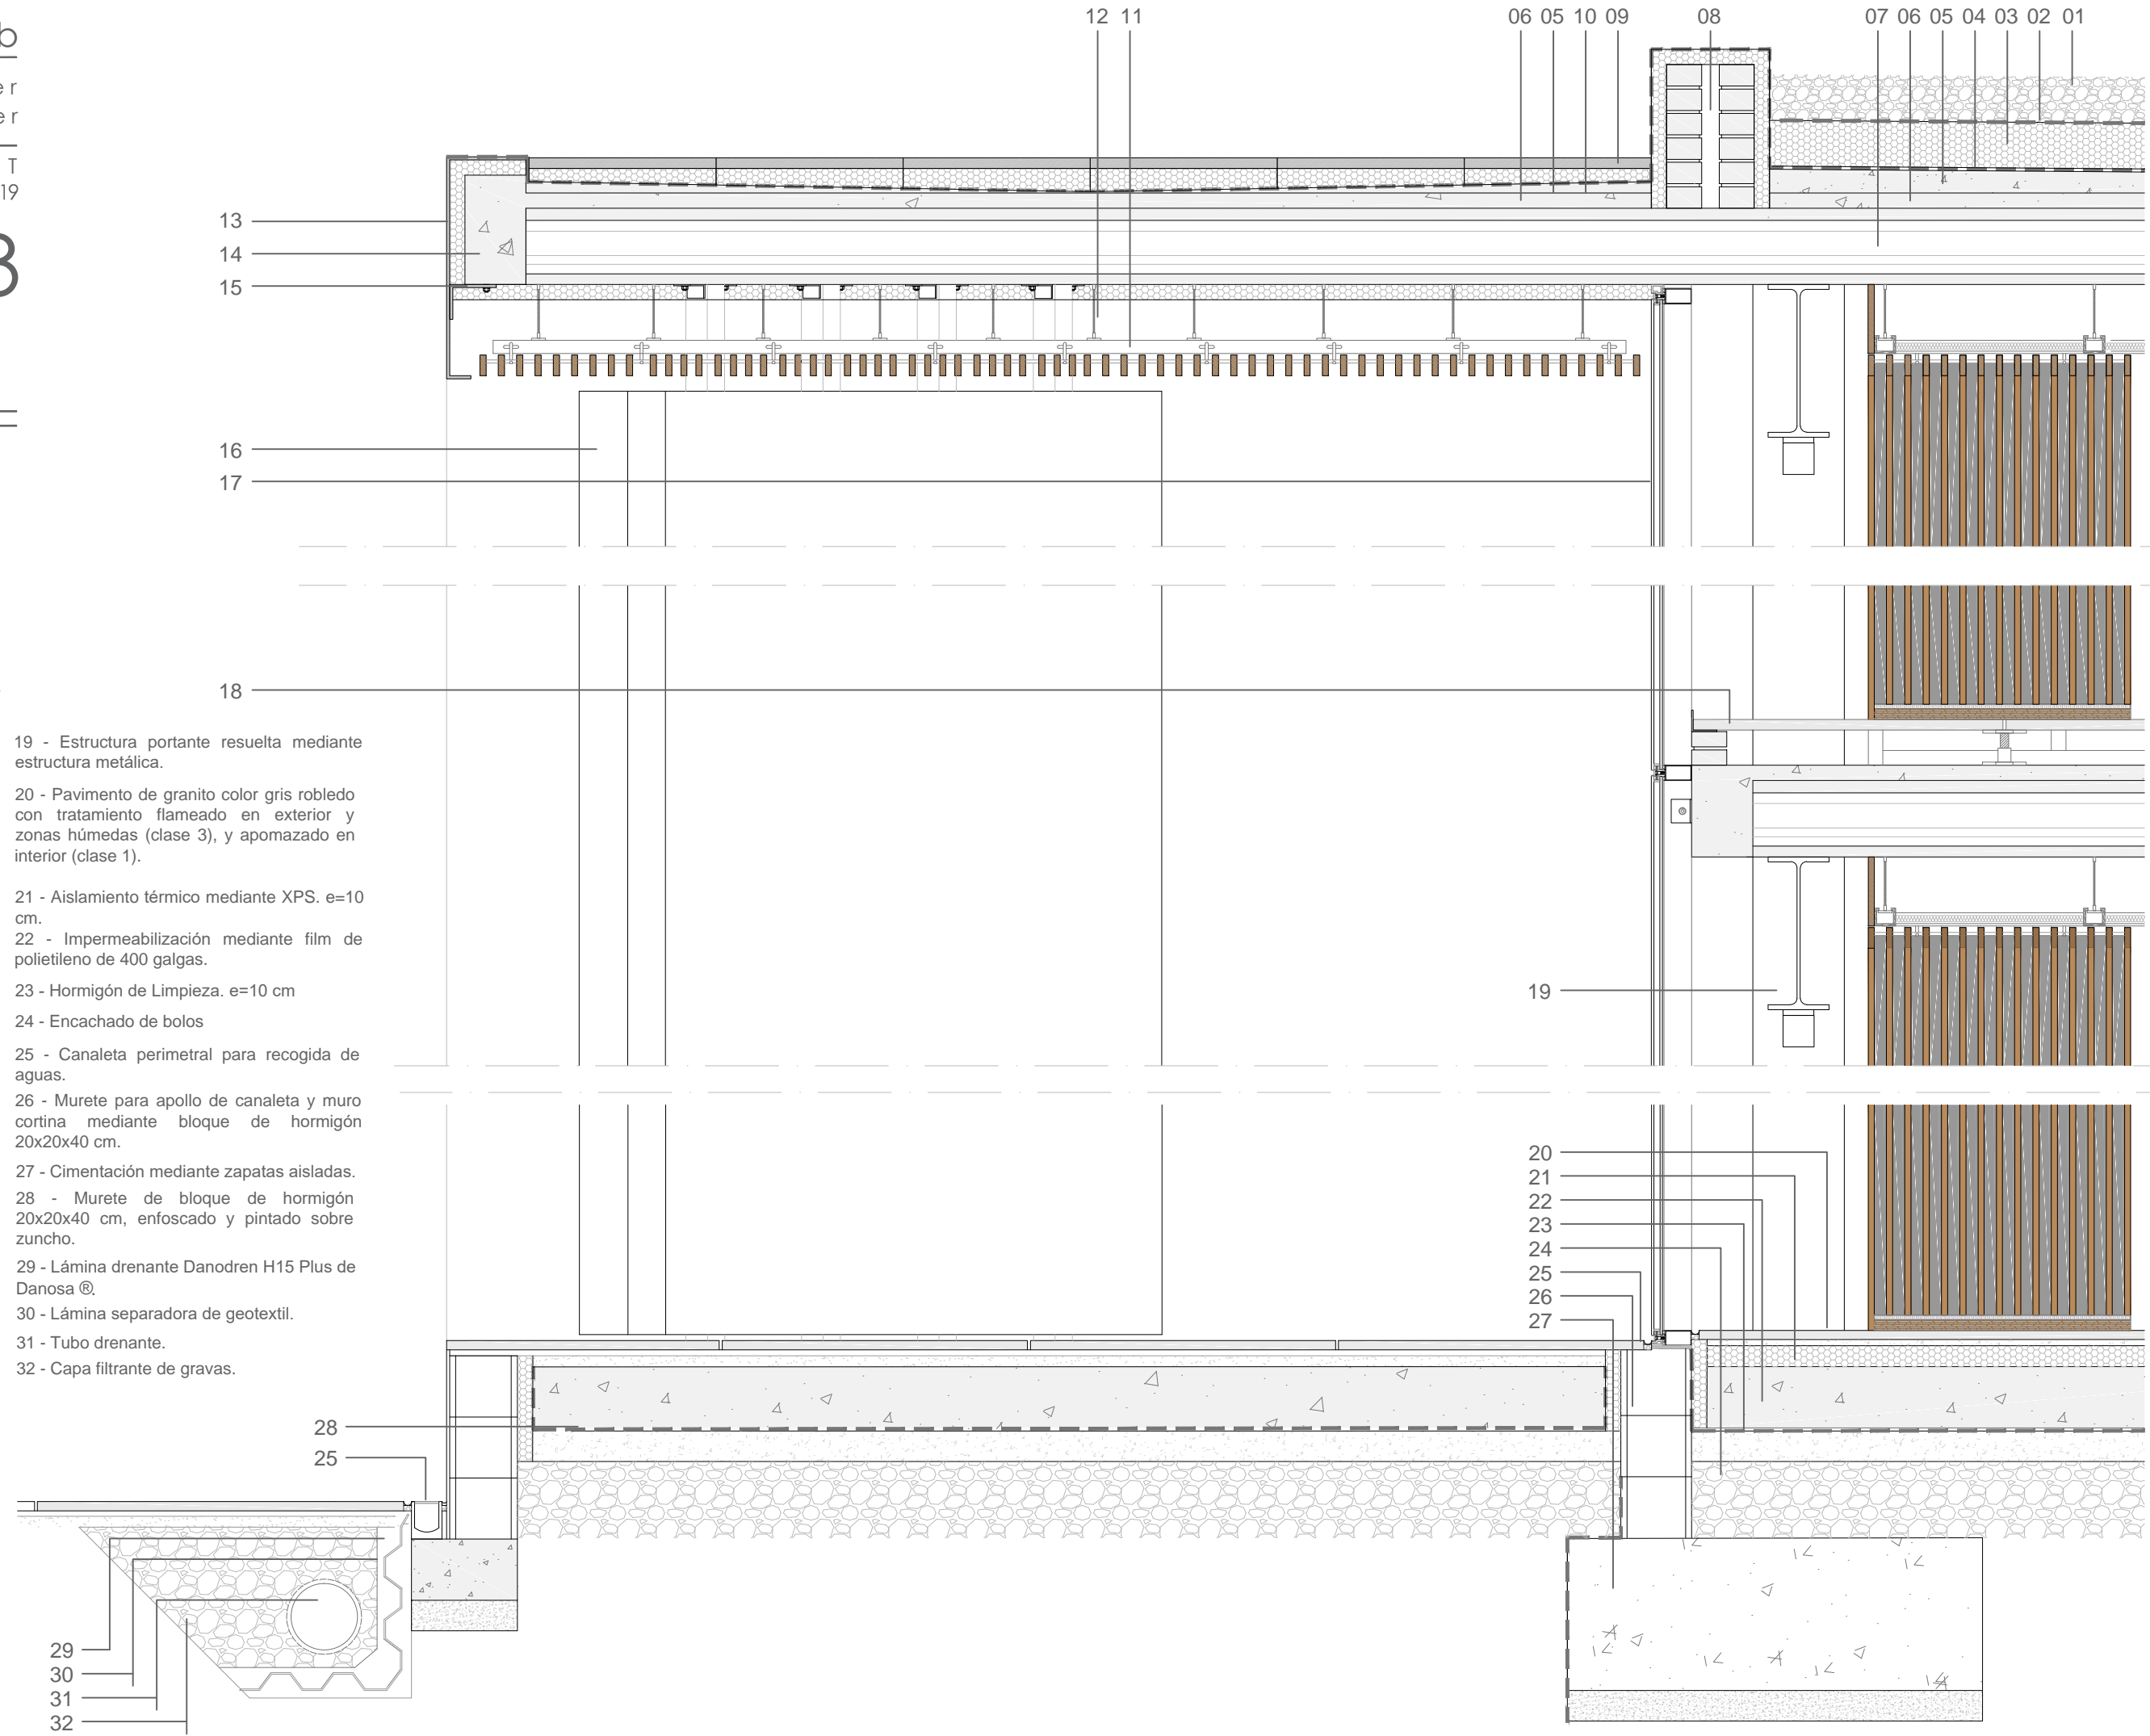 b
er
er
T
19
3
12 11 06 05 10 09 08 07 06 05 04 03 02 01
13
14
15
16
17
18
19 - Estructura portante resuelta mediante
estructura metálica.
20 - Pavimento de granito color gris robledo
con tratamiento flameado en exterior y
zonas húmedas (clase 3), y apomazado en
interior (clase 1).
21 - Aislamiento térmico mediante XPS. e=10
cm.
22 - Impermeabilización mediante film de
polietileno de 400 galgas.
23 - Hormigón de Limpieza. e=10 cm
24 - Encachado de bolos
25 - Canaleta perimetral para recogida de
aguas.
26 - Murete para apollo de canaleta y muro
cortina mediante bloque de hormigón
20x20x40 cm.
27 - Cimentación mediante zapatas aisladas.
28 - Murete de bloque de hormigón
20x20x40 cm, enfoscado y pintado sobre
zuncho.
29 - Lámina drenante Danodren H15 Plus de
Danosa ®.
30 - Lámina separadora de geotextil.
31 - Tubo drenante.
32 - Capa filtrante de gravas.
19
20
21
22
23
24
25
26
27
28
25
29
30
31
32